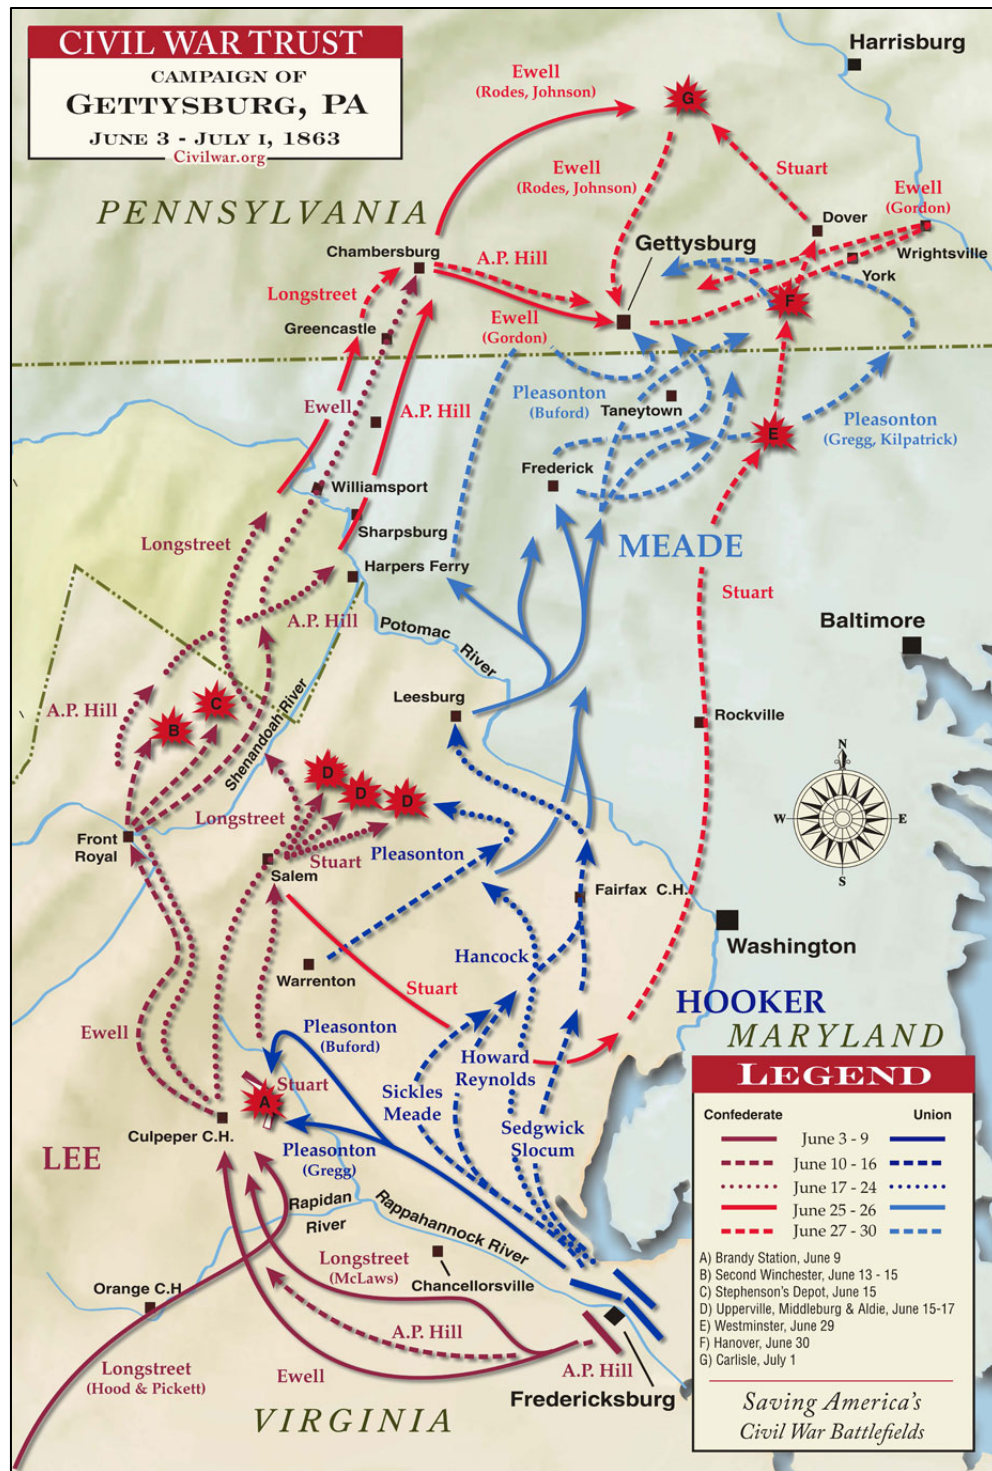 CIVIL WAR TRUST
CAMPAIGN OF
GETTYSBURG, PA
JUNE 3 - JULY 1, 1863
Civilwar.org
Harrisburg
Ewell
(Rodes, Johnson)
G
Ewell
(Rodes, Johnson)
Stuart
Ewell
(Gordon)
PENNSYLVANIA
Dover
Gettysburg
Wrightsville
York
Chambersburg
A.P. Hill
Longstreet
F
Greencastle
Ewell
(Gordon)
Pleasonton
(Buford)
Taneytown
Ewell
A.P. Hill
Pleasonton
(Gregg, Kilpatrick)
E
Frederick
Williamsport
Sharpsburg
Longstreet
MEADE
Harpers Ferry
Stuart
A.P. Hill
Potomac
River
Baltimore
Leesburg
A.P. Hill
C
B
Shenandoah River
Rockville
D
D
D
N
W
E
S
Longstreet
Front
Royal
Pleasonton
Stuart
Salem
Fairfax C.H.
Washington
Hancock
Warrenton
Stuart
HOOKER
MARYLAND
Ewell
Pleasonton
(Buford)
Howard
Reynolds
Stuart
Sickles
Meade
A
Sedgwick
Slocum
Culpeper C.H.
LEE
Pleasonton
(Gregg)
Rapidan
River
Rappahannock River
Longstreet
(McLaws)
Chancellorsville
Orange C.H
A.P. Hill
Longstreet
(Hood & Pickett)
Ewell
A.P. Hill
Fredericksburg
VIRGINIA
LEGEND
Confederate Union
June 3 - 9
June 10 - 16
June 17 - 24
June 25 - 26
June 27 - 30
A) Brandy Station, June 9
B) Second Winchester, June 13 - 15
C) Stephenson's Depot, June 15
D) Upperville, Middleburg & Aldie, June 15-17
E) Westminster, June 29
F) Hanover, June 30
G) Carlisle, July 1
Saving America's
Civil War Battlefields